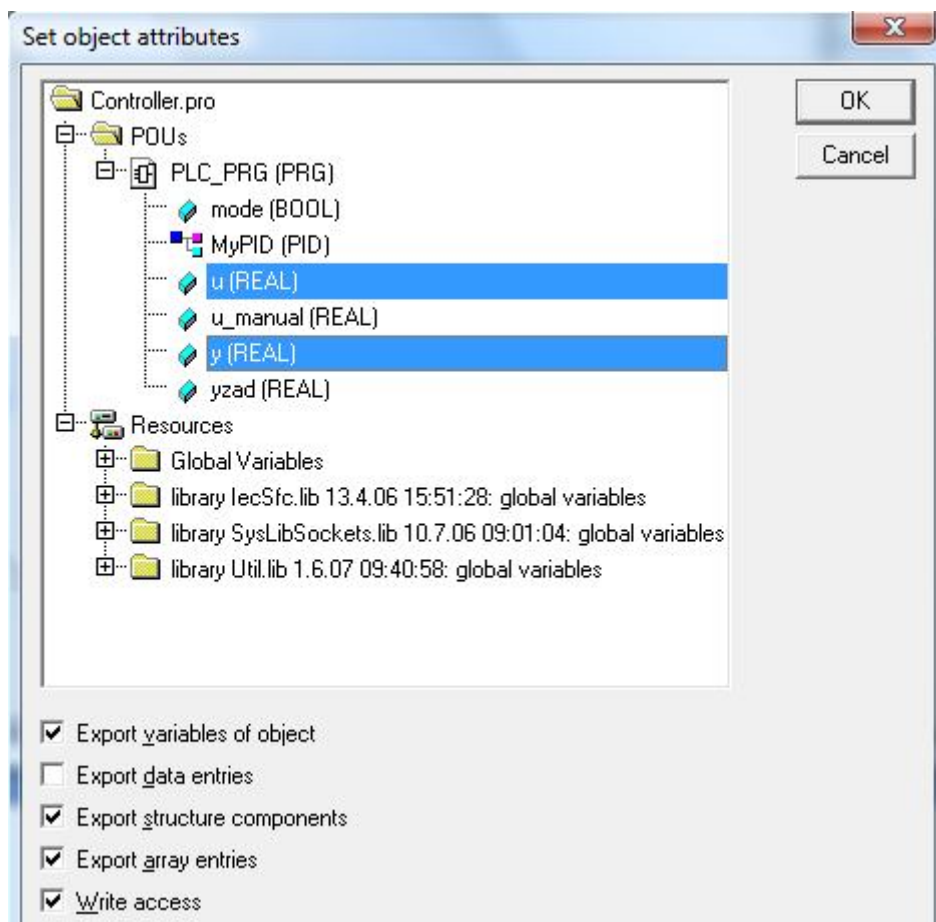 Set object attributes
Controller.pro
OK
POUs
Cancel
PLC_PRG (PRG)
mode (BOOL)
MyPID (PID)
u (REAL)
u_manual (REAL)
y (REAL)
yzad (REAL)
Resources
Global Variables
library IecSfc.lib 13.4.06 15:51:28: global variables
library SysLibSockets.lib 10.7.06 09:01:04: global variables
library Util.lib 1.6.07 09:40:58: global variables
Export variables of object
Export data entries
Export structure components
Export array entries
Write access